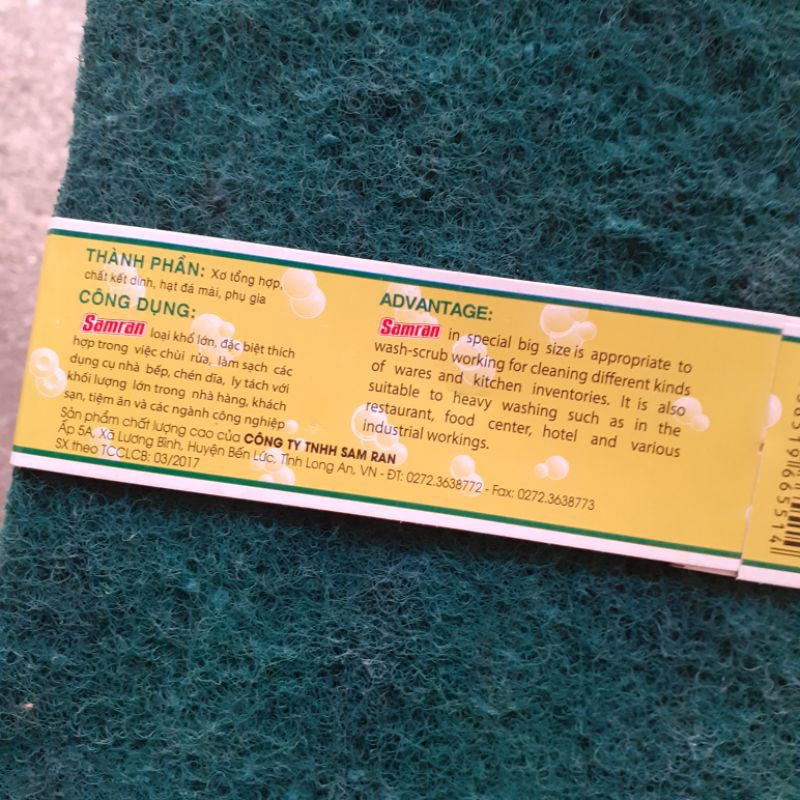 THÀNH PHẦN: Xơ tổng hợp,
chất kết dính, hạt đá mài, phụ gia
CÔNG DỤNG:
Samran loại khổ lớn, đặc biệt thích
hợp trong việc chùi rửa, làm sạch các
dụng cụ nhà bếp, chén dĩa, ly tách với
khối lượng lớn trong nhà hàng, khách
sạn, tiệm ăn và các ngành công nghiệp
ADVANTAGE:
Samran in special big size is appropriate to
wash-scrub working for cleaning different kinds
of wares and kitchen inventories. It is also
suitable to heavy washing such as in the
restaurant, food center, hotel and various
industrial workings.
Sản phẩm chất lượng cao của CÔNG TY TNHH SAM RAN
Ấp 5A, Xã Lương Bình, Huyện Bến Lức, Tỉnh Long An, VN - ĐT: 0272.3638772 - Fax: 0272.3638773
SX theo TCCLCB: 03/2017